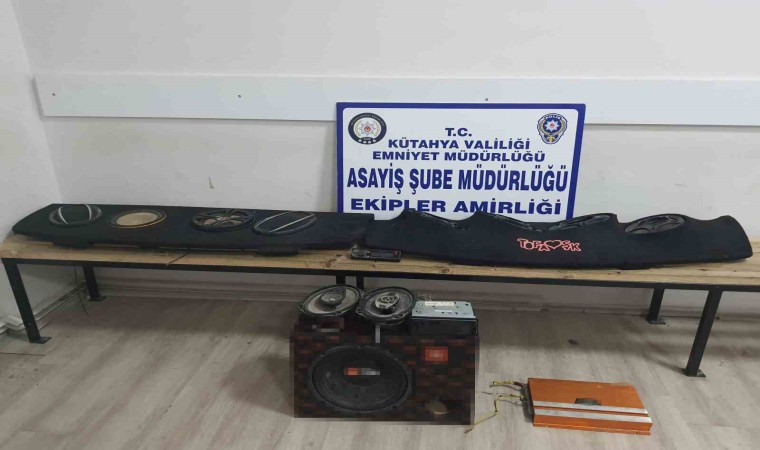 T.C.
KÜTAHYA VALİLİĞİ
EMNİYET MÜDÜRLÜĞÜ
ASAYİŞ ŞUBE MÜDÜRLÜĞÜ
EKİPLER AMİRLİĞİ